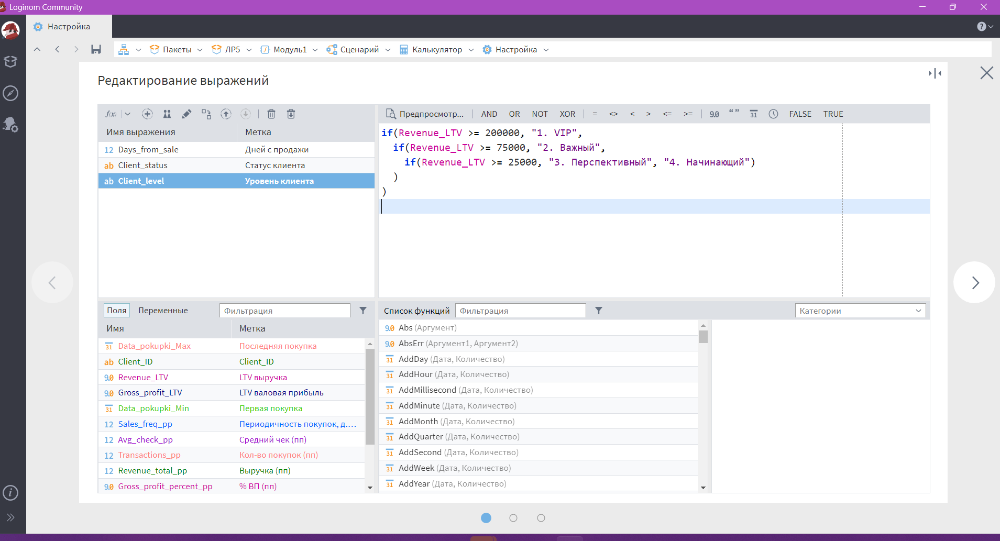 Loginom Community
Настройка
Пакеты ЛР5 Модуль1 Сценарий Калькулятор Настройка
Редактирование выражений
f(x)
Имя выражения Метка
12 Days_from_sale Дней с продажи
ab Client_status Статус клиента
ab Client_level Уровень клиента
Предпросмотр... AND OR NOT XOR = <> < > <= >= 9.0 “ ” 31 FALSE TRUE
if(Revenue_LTV >= 200000, "1. VIP",
if(Revenue_LTV >= 75000, "2. Важный",
if(Revenue_LTV >= 25000, "3. Перспективный", "4. Начинающий")
)
)
Поля Переменные Фильтрация
Имя Метка
31 Data_pokupki_Max Последняя покупка
ab Client_ID Client_ID
9.0 Revenue_LTV LTV выручка
9.0 Gross_profit_LTV LTV валовая прибыль
31 Data_pokupki_Min Первая покупка
12 Sales_freq_pp Периодичность покупок, д....
12 Avg_check_pp Средний чек (пп)
12 Transactions_pp Кол-во покупок (пп)
12 Revenue_total_pp Выручка (пп)
9.0 Gross_profit_percent_pp % ВП (пп)
Список функций Фильтрация Категории
9.0 Abs (Аргумент)
9.0 AbsErr (Аргумент1, Аргумент2)
31 AddDay (Дата, Количество)
31 AddHour (Дата, Количество)
31 AddMillisecond (Дата, Количество)
31 AddMinute (Дата, Количество)
31 AddMonth (Дата, Количество)
31 AddQuarter (Дата, Количество)
31 AddSecond (Дата, Количество)
31 AddWeek (Дата, Количество)
31 AddYear (Дата, Количество)